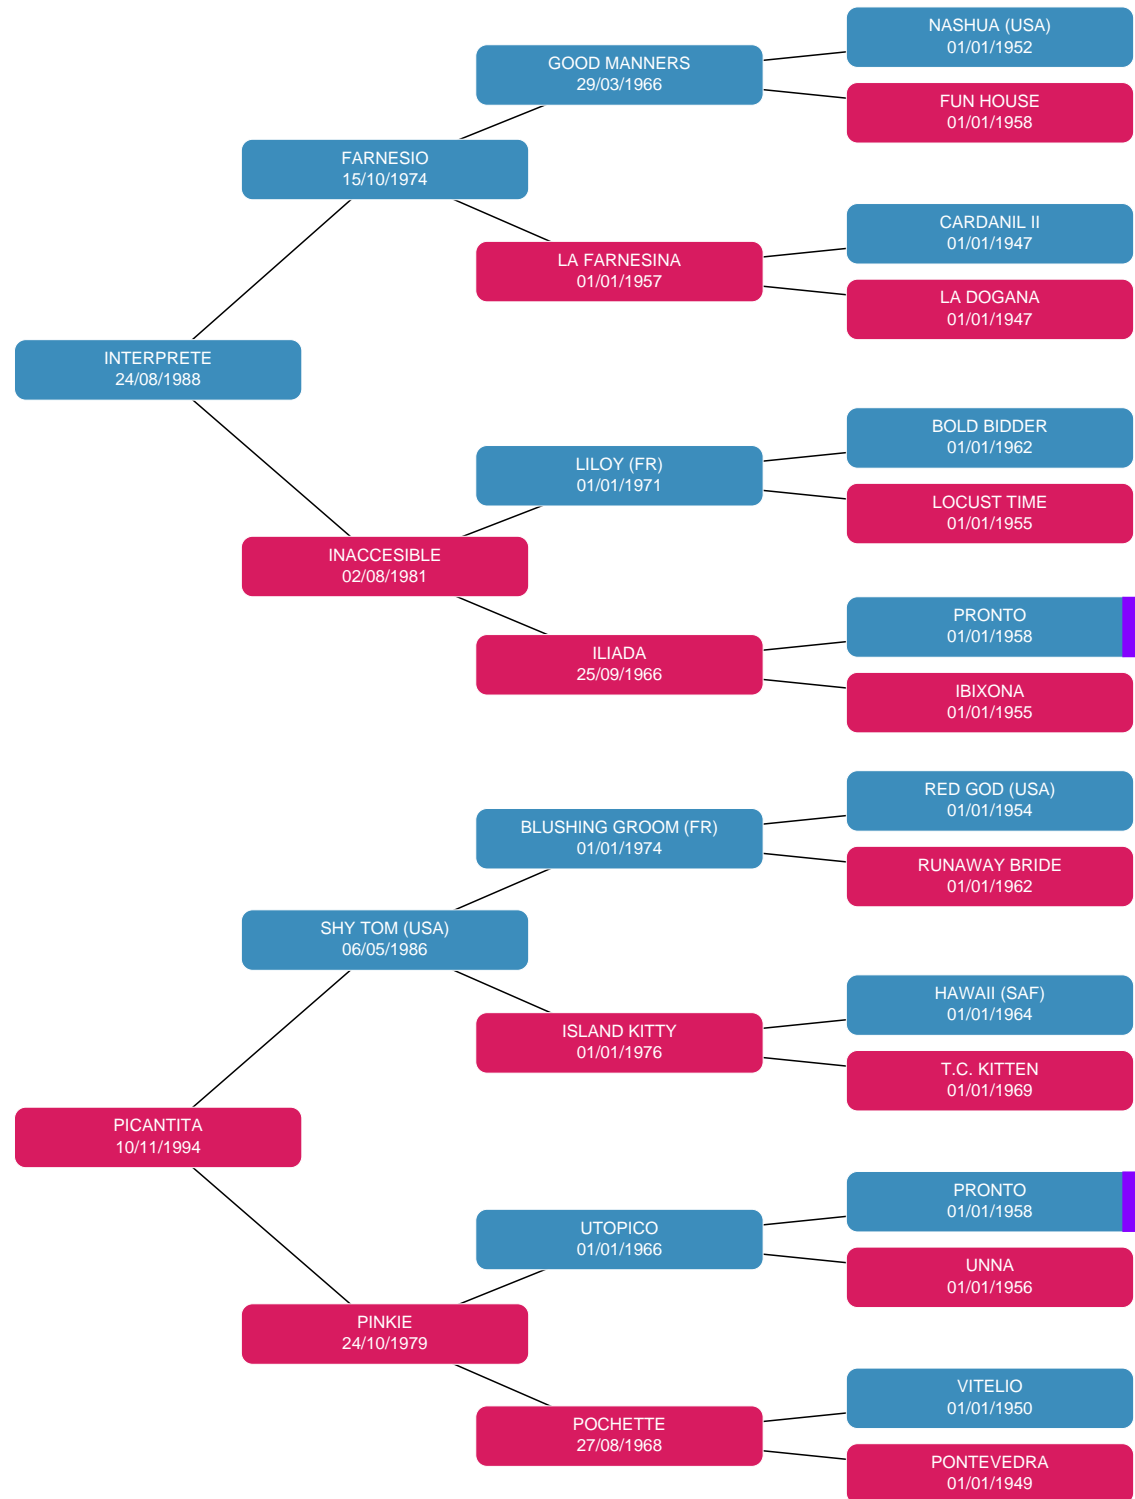 NASHUA (USA)
01/01/1952
GOOD MANNERS
29/03/1966
FUN HOUSE
01/01/1958
FARNESIO
15/10/1974
CARDANIL II
01/01/1947
LA FARNESINA
01/01/1957
LA DOGANA
01/01/1947
INTERPRETE
24/08/1988
BOLD BIDDER
01/01/1962
LILOY (FR)
01/01/1971
LOCUST TIME
01/01/1955
INACCESIBLE
02/08/1981
PRONTO
01/01/1958
ILIADA
25/09/1966
IBIXONA
01/01/1955
RED GOD (USA)
01/01/1954
BLUSHING GROOM (FR)
01/01/1974
RUNAWAY BRIDE
01/01/1962
SHY TOM (USA)
06/05/1986
HAWAII (SAF)
01/01/1964
ISLAND KITTY
01/01/1976
T.C. KITTEN
01/01/1969
PICANTITA
10/11/1994
PRONTO
01/01/1958
UTOPICO
01/01/1966
UNNA
01/01/1956
PINKIE
24/10/1979
VITELIO
01/01/1950
POCHETTE
27/08/1968
PONTEVEDRA
01/01/1949